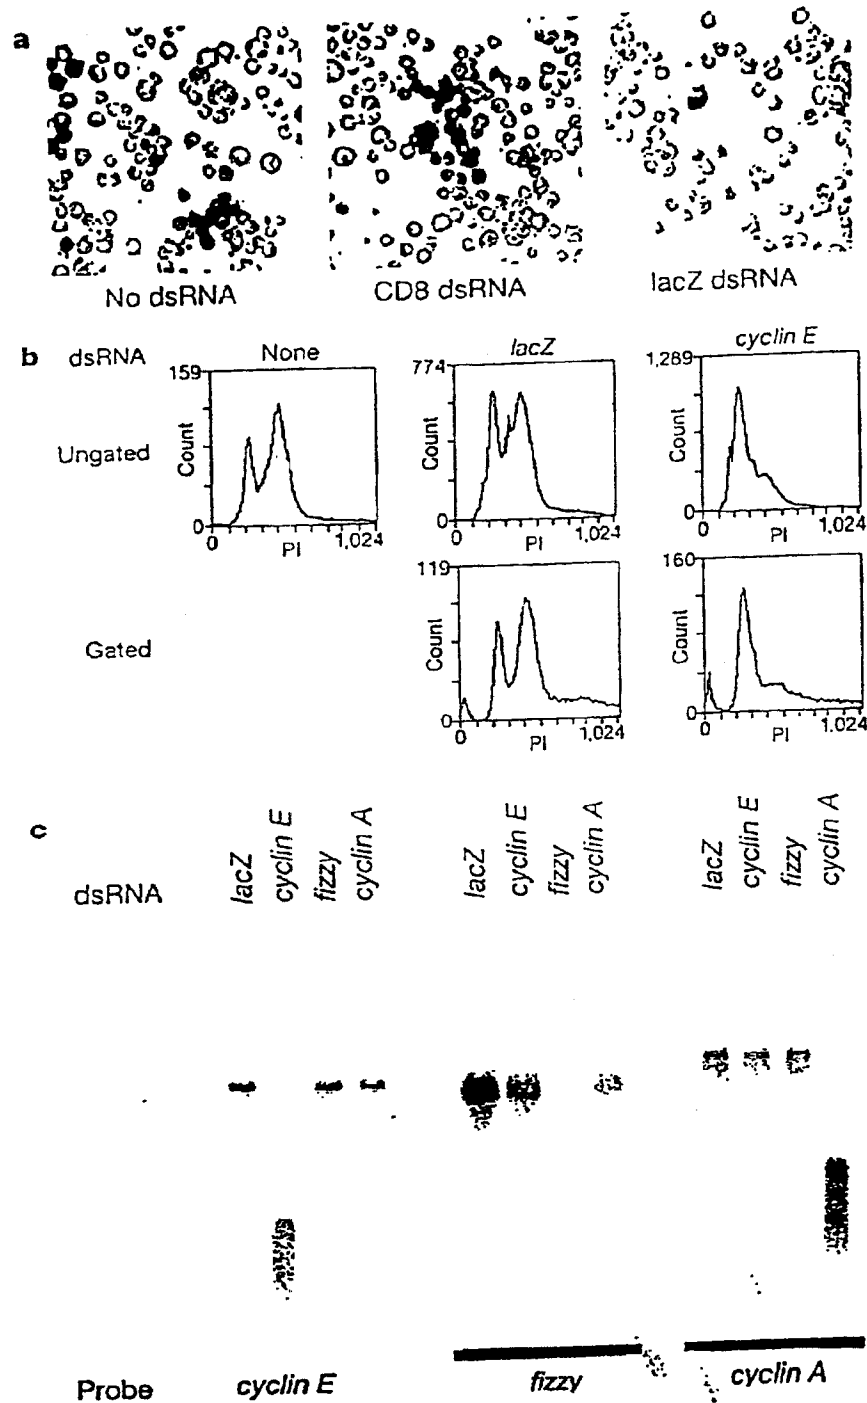 a
No dsRNA
CD8 dsRNA
lacZ dsRNA
b
dsRNA
None
lacZ
cyclin E
Ungated
159
Count
0
0
PI
1,024
774
Count
0
0
PI
1,024
1,289
Count
0
0
PI
1,024
Gated
119
Count
0
0
PI
1,024
160
Count
0
0
PI
1,024
c
dsRNA
lacZ
cyclin E
fizzy
cyclin A
lacZ
cyclin E
fizzy
cyclin A
lacZ
cyclin E
fizzy
cyclin A
Probe
cyclin E
fizzy
cyclin A